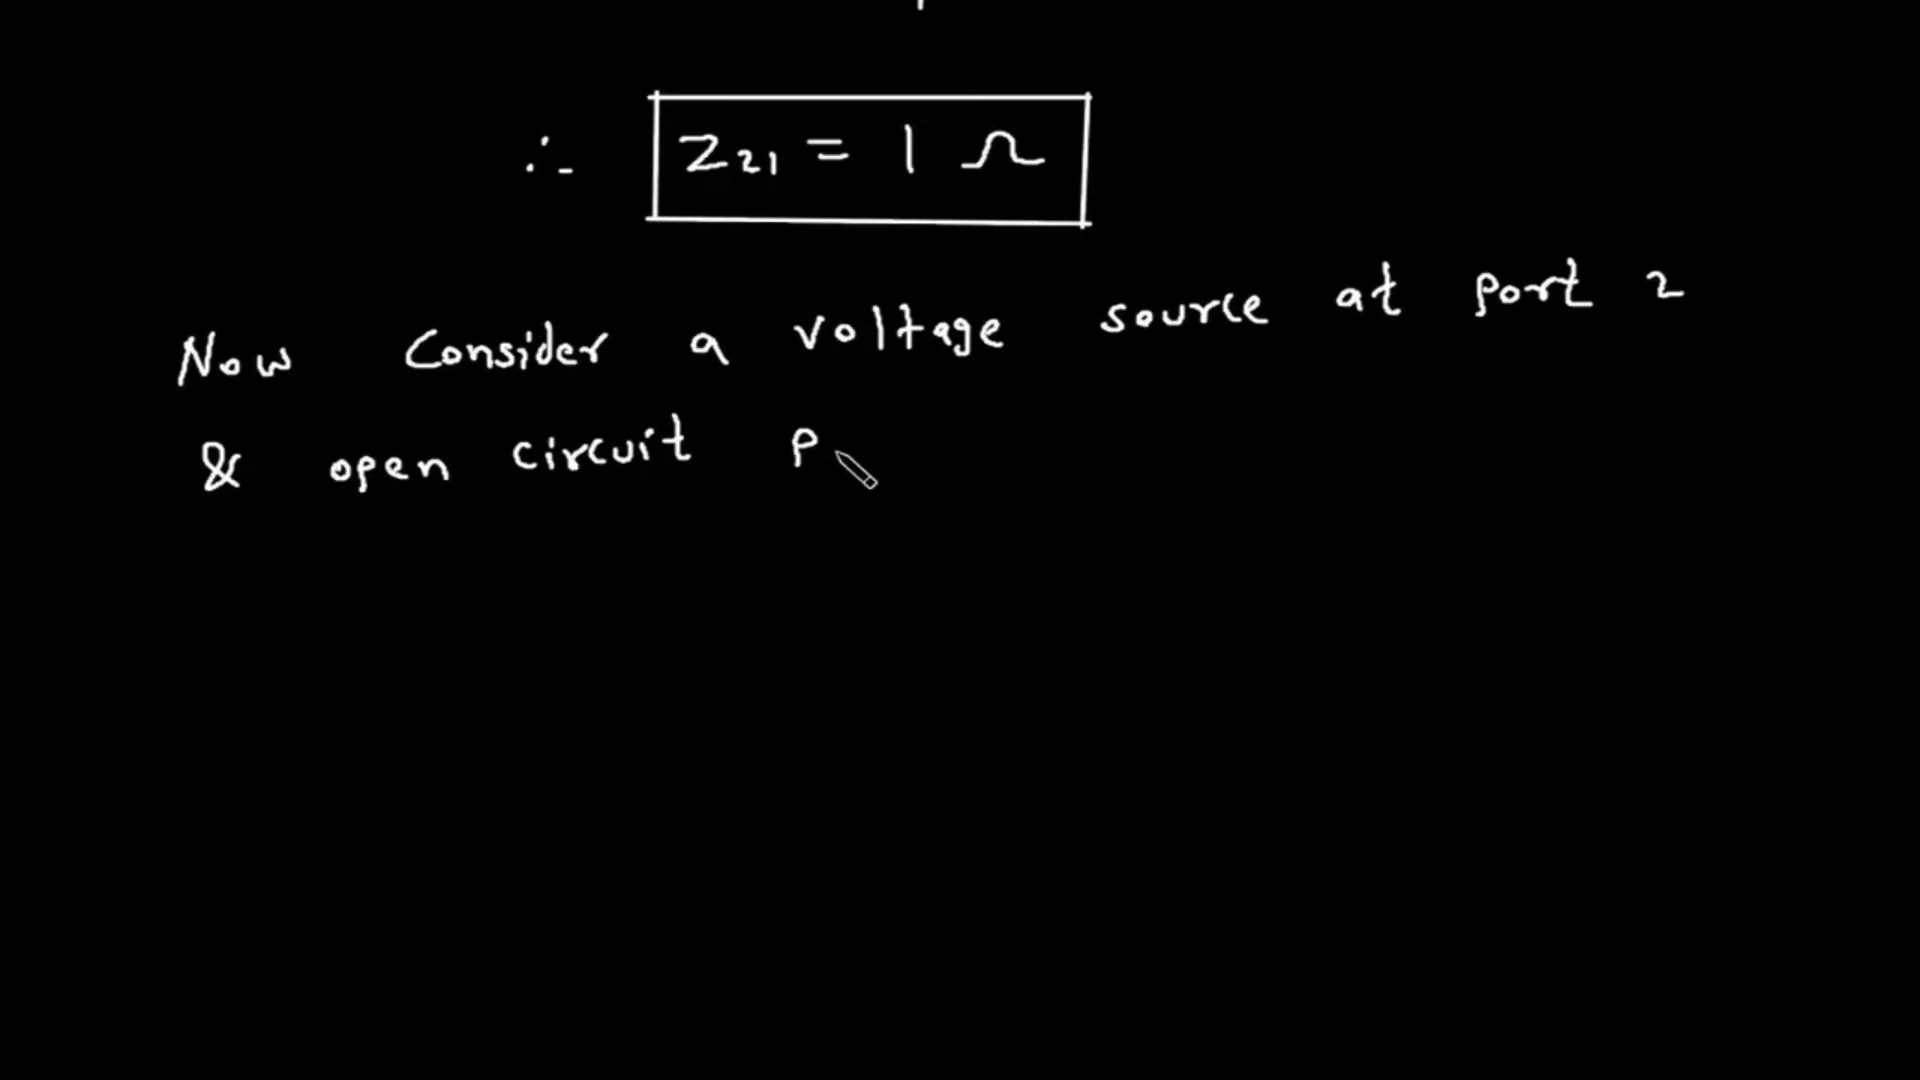 ∴ Z21 = 1 Ω
Now Consider a voltage source at port 2
& open circuit P